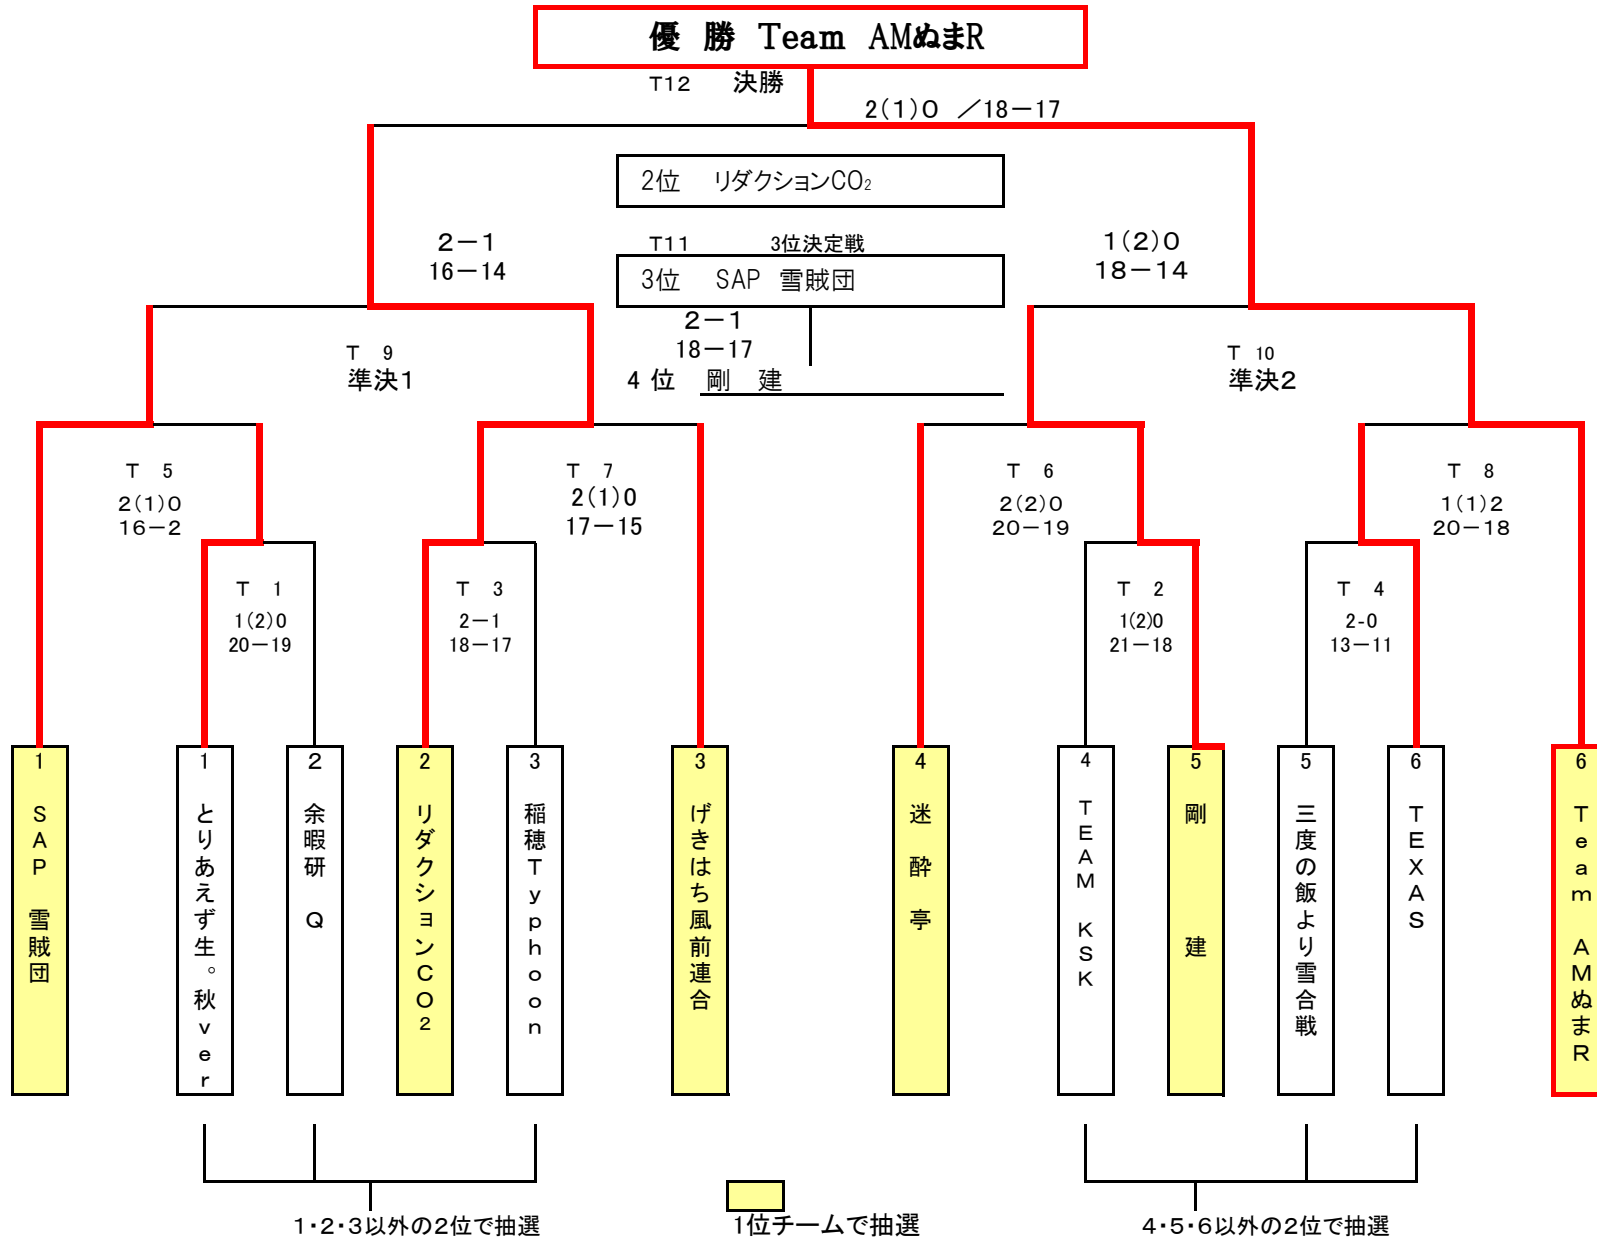 優 勝 Team AMぬまR
T12 決勝
2(1)0 ／18－17
2位 リダクションCO₂
2－1
16－14
T11 3位決定戦
1(2)0
18－14
3位 SAP 雪賊団
2－1
18－17
T 9
準決1
4 位 剛 建
T 10
準決2
T 5
2(1)0
16－2
T 7
2(1)0
17－15
T 6
2(2)0
20－19
T 8
1(1)2
20－18
T 1
1(2)0
20－19
T 3
2－1
18－17
T 2
1(2)0
21－18
T 4
2-0
13－11
1 SAP 雪賊団
1 とりあえず生。秋ver
2 余暇研 Q
2 リダクションCO2
3 稲穂Typhoon
3 げきはち風前連合
4 迷 酔 亭
4 TEAM KSK
5 剛 建
5 三度の飯より雪合戦
6 TEXAS
6 Team AMぬまR
1・2・3以外の2位で抽選
1位チームで抽選
4・5・6以外の2位で抽選